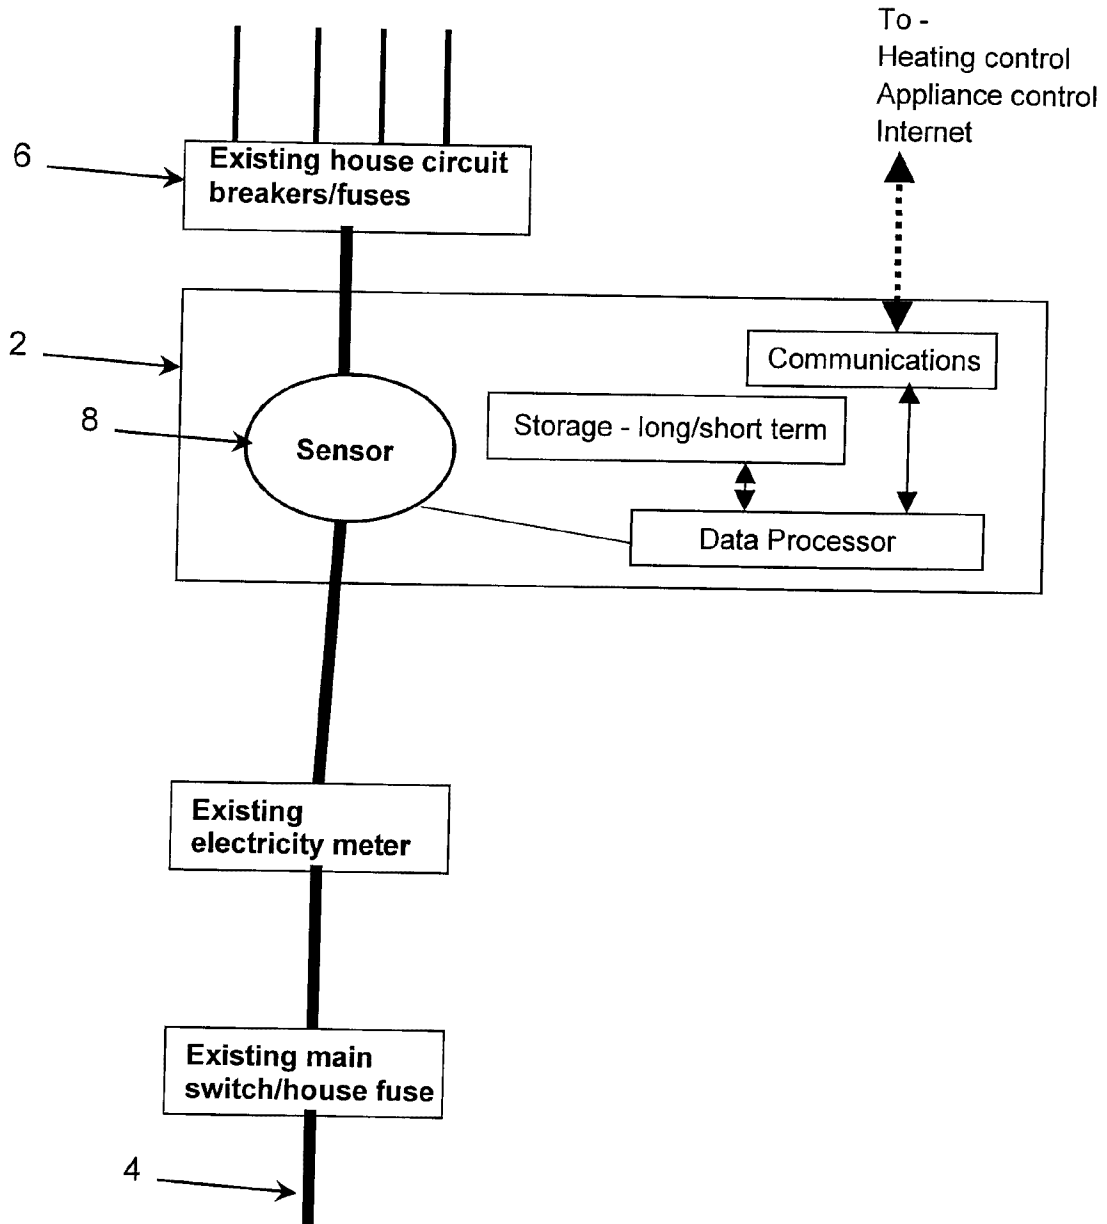 To -
Heating control
Appliance control
Internet
6
Existing house circuit
breakers/fuses
2
Communications
8
Storage - long/short term
Sensor
Data Processor
Existing
electricity meter
Existing main
switch/house fuse
4